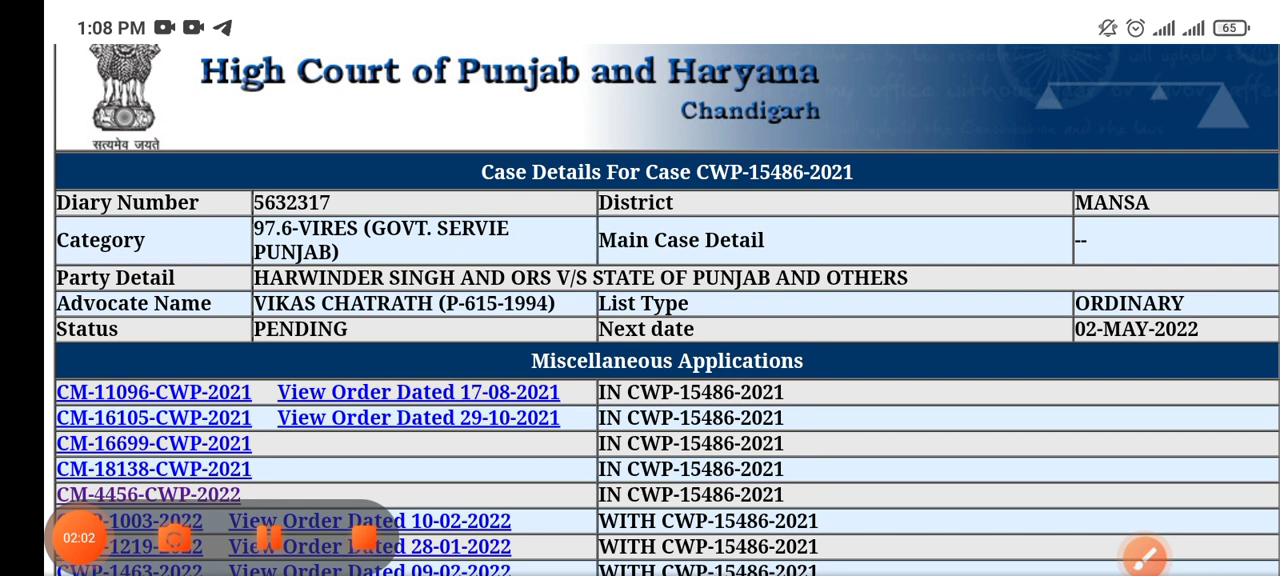 1:08 PM
65
High Court of Punjab and Haryana
Chandigarh
सत्यमेव जयते
Case Details For Case CWP-15486-2021
Diary Number 5632317 District MANSA
Category 97.6-VIRES (GOVT. SERVIE PUNJAB) Main Case Detail --
Party Detail HARWINDER SINGH AND ORS V/S STATE OF PUNJAB AND OTHERS
Advocate Name VIKAS CHATRATH (P-615-1994) List Type ORDINARY
Status PENDING Next date 02-MAY-2022
Miscellaneous Applications
CM-11096-CWP-2021 View Order Dated 17-08-2021 IN CWP-15486-2021
CM-16105-CWP-2021 View Order Dated 29-10-2021 IN CWP-15486-2021
CM-16699-CWP-2021 IN CWP-15486-2021
CM-18138-CWP-2021 IN CWP-15486-2021
CM-4456-CWP-2022 IN CWP-15486-2021
-1003-2022 View Order Dated 10-02-2022 WITH CWP-15486-2021
02:02
-1219-2022 View Order Dated 28-01-2022 WITH CWP-15486-2021
CWP-1463-2022 View Order Dated 09-02-2022 WITH CWP-15486-2021